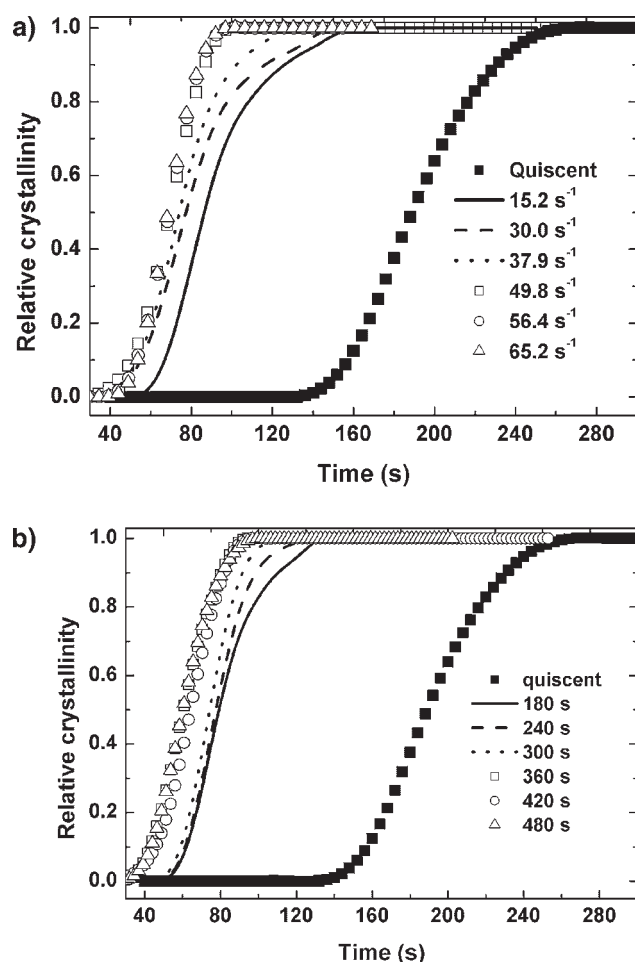 a)
1.0
0.8
0.6
0.4
0.2
0.0
Relative crystallinity
Quiscent
15.2 s⁻¹
30.0 s⁻¹
37.9 s⁻¹
49.8 s⁻¹
56.4 s⁻¹
65.2 s⁻¹
40 80 120 160 200 240 280
Time (s)
b)
1.0
0.8
0.6
0.4
0.2
0.0
Relative crystallinity
quiscent
180 s
240 s
300 s
360 s
420 s
480 s
40 80 120 160 200 240 280
Time (s)